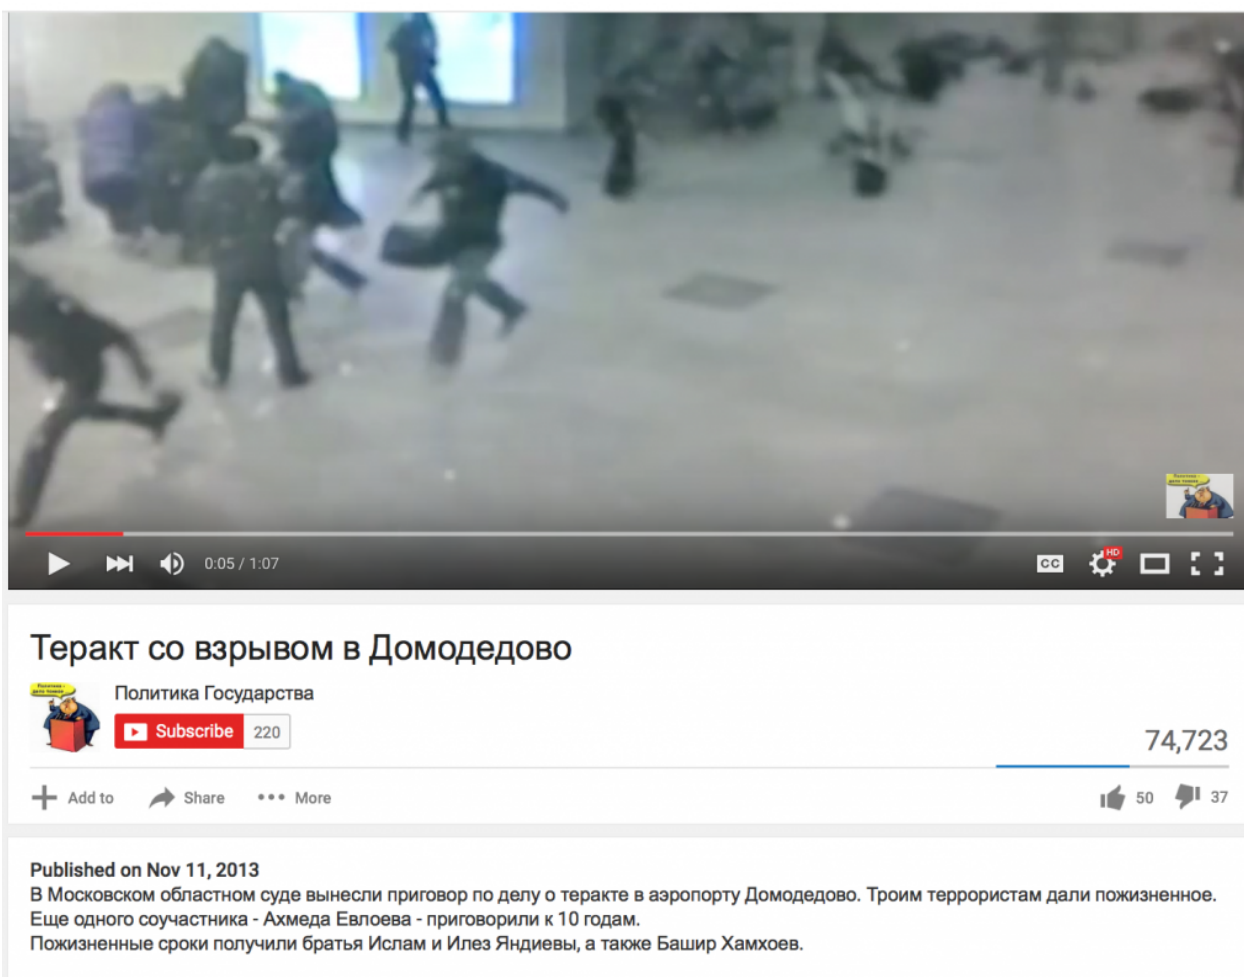 0:05 / 1:07
CC
HD
Теракт со взрывом в Домодедово
Политика Государства
Subscribe 220
74,723
Add to Share More
50 37
Published on Nov 11, 2013
В Московском областном суде вынесли приговор по делу о теракте в аэропорту Домодедово. Троим террористам дали пожизненное.
Еще одного соучастника - Ахмеда Евлоева - приговорили к 10 годам.
Пожизненные сроки получили братья Ислам и Илез Яндиевы, а также Башир Хамхоев.